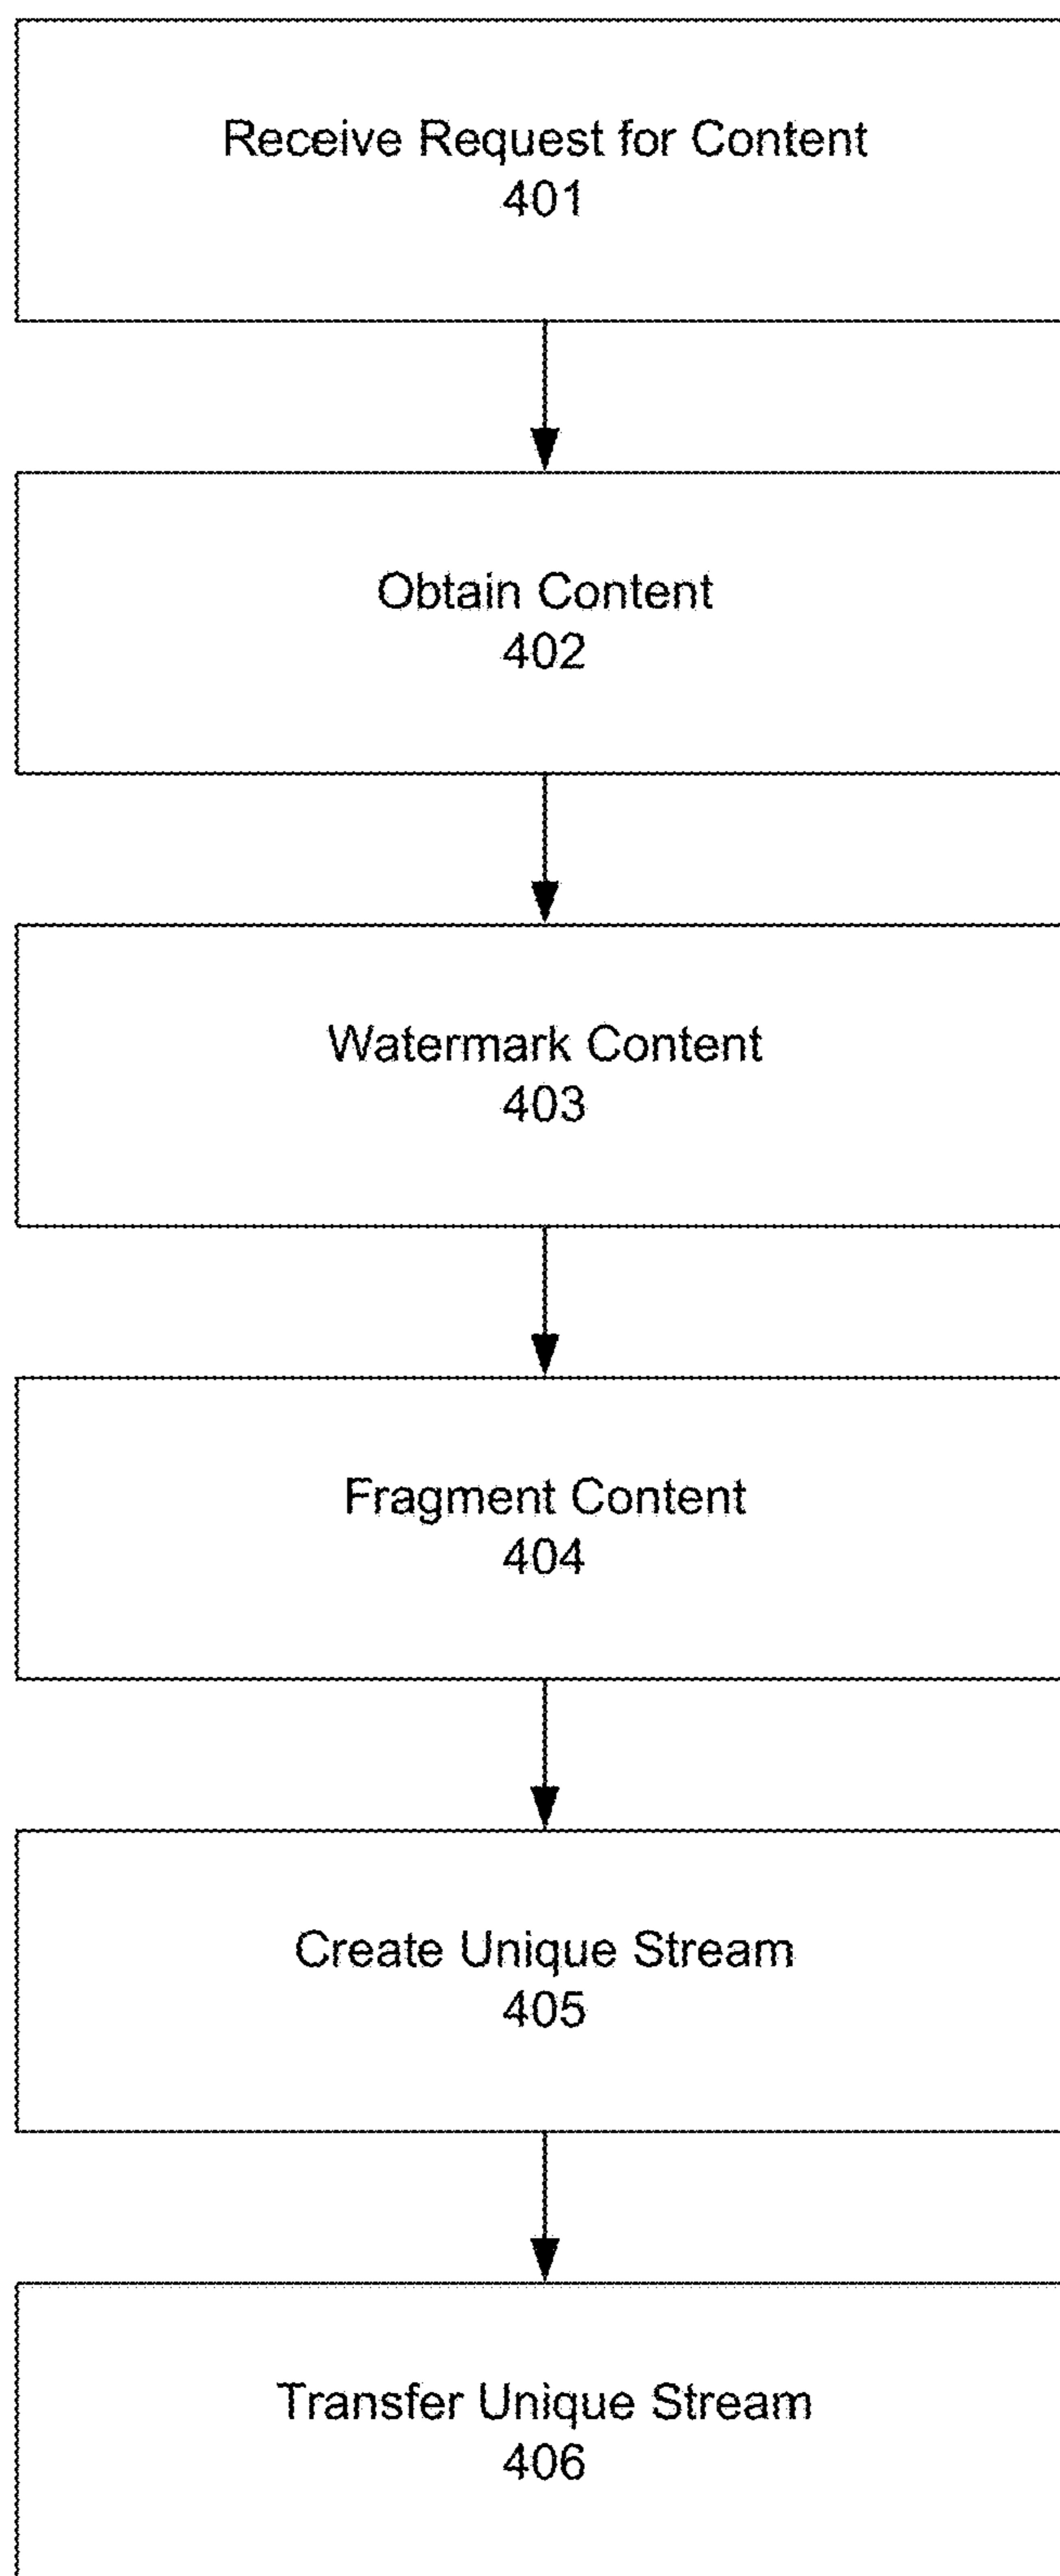 Receive Request for Content
401
Obtain Content
402
Watermark Content
403
Fragment Content
404
Create Unique Stream
405
Transfer Unique Stream
406